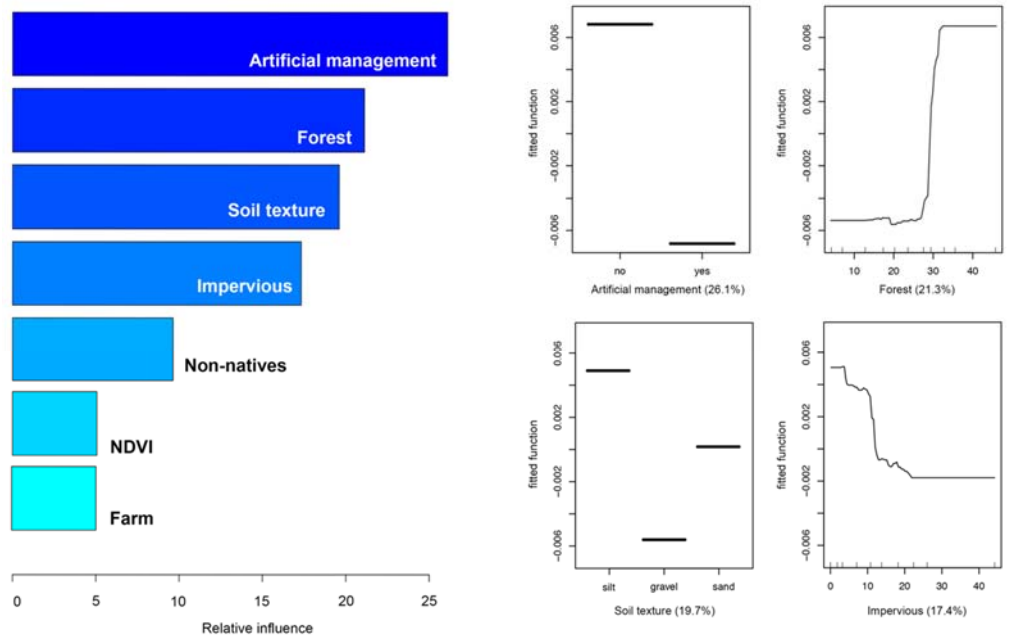 Artificial management
Forest
Soil texture
Impervious
Non-natives
NDVI
Farm
0 5 10 15 20 25
Relative influence
fitted function
0.006
0.002
−0.002
−0.006
no yes
Artificial management (26.1%)
fitted function
0.006
0.002
−0.002
−0.006
10 20 30 40
Forest (21.3%)
fitted function
0.006
0.002
−0.002
−0.006
silt gravel sand
Soil texture (19.7%)
fitted function
0.006
0.002
−0.002
−0.006
0 10 20 30 40
Impervious (17.4%)